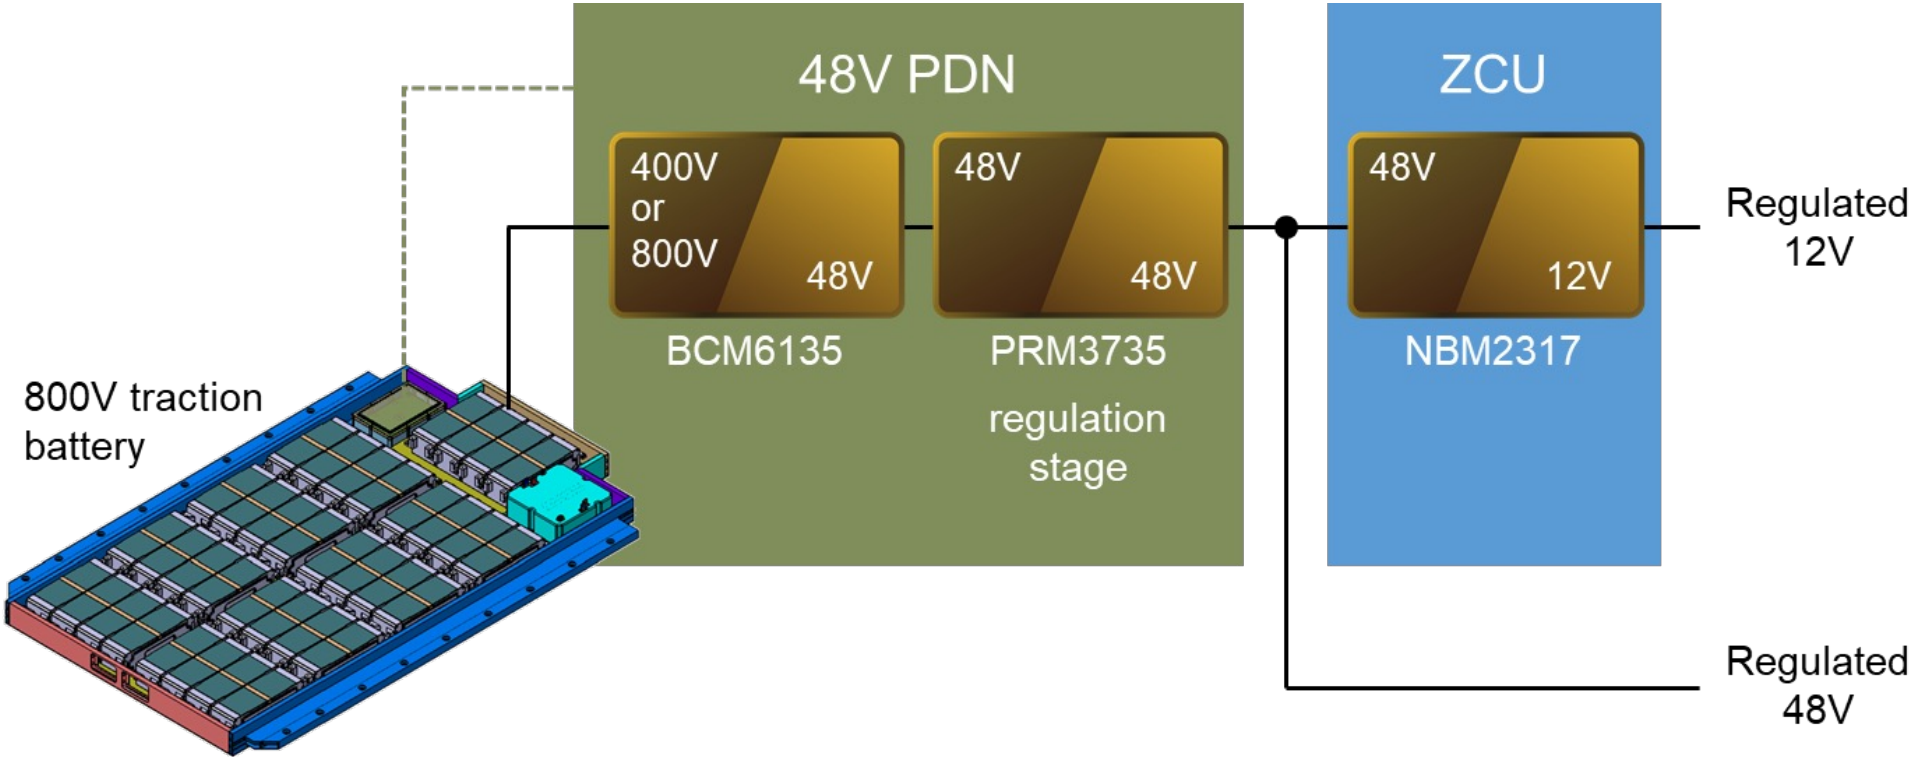 48V PDN
ZCU
400V
or
800V
48V
48V
48V
48V
12V
BCM6135
PRM3735
NBM2317
regulation
stage
800V traction
battery
Regulated
12V
Regulated
48V